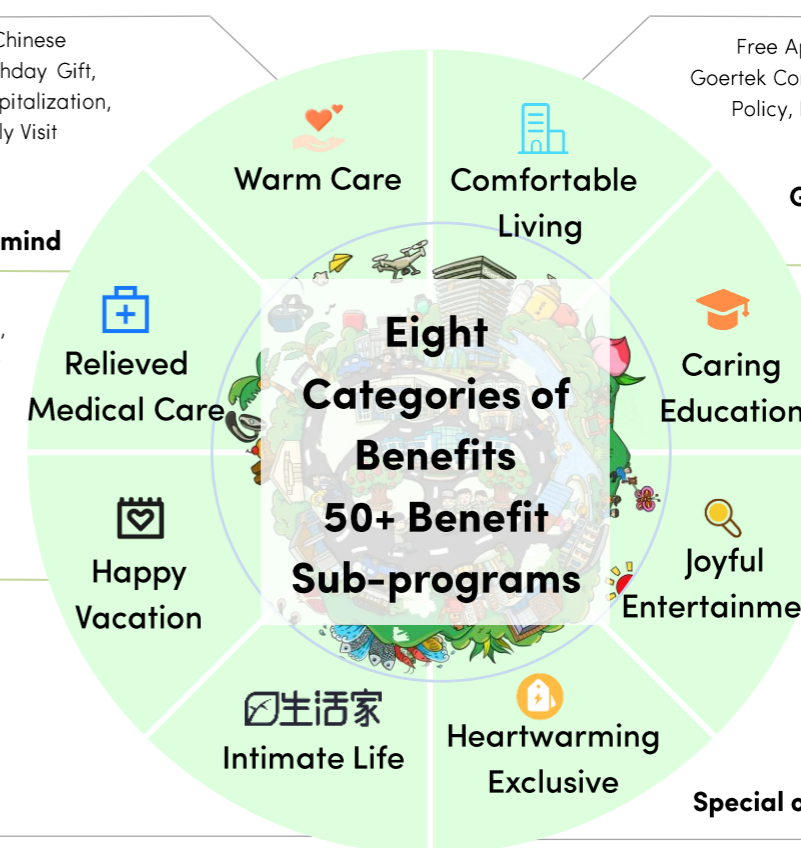 Chinese
hday Gift,
pitalization,
ly Visit
Free Ap
Goertek Co
Policy,
Warm Care
Comfortable
Living
G
mind
Relieved
Medical Care
Caring
Education
Eight
Categories of
Benefits
50+ Benefit
Sub-programs
Happy
Vacation
Joyful
Entertainme
生活家
Intimate Life
Heartwarming
Exclusive
Special